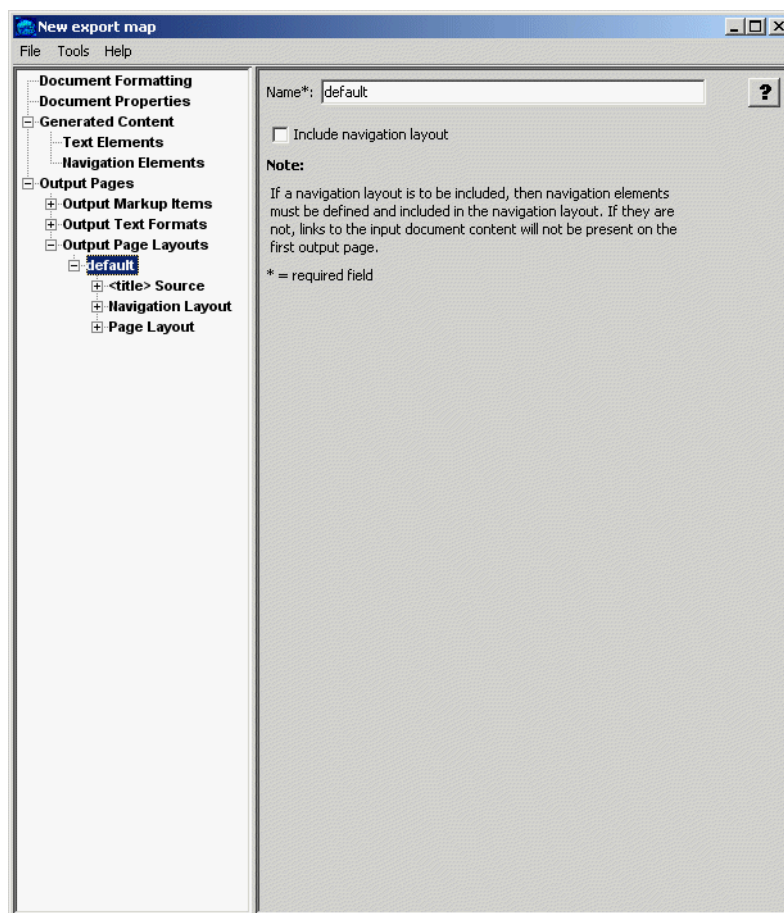 New export map
File Tools Help
Document Formatting
Document Properties
Generated Content
Text Elements
Navigation Elements
Output Pages
Output Markup Items
Output Text Formats
Output Page Layouts
default
<title> Source
Navigation Layout
Page Layout
Name*: default
?
Include navigation layout
Note:
If a navigation layout is to be included, then navigation elements
must be defined and included in the navigation layout. If they are
not, links to the input document content will not be present on the
first output page.
* = required field